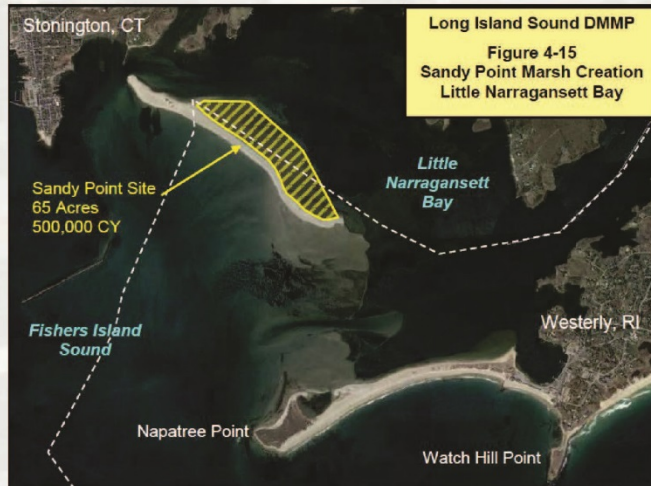 Stonington, CT
Long Island Sound DMMP
Figure 4-15
Sandy Point Marsh Creation
Little Narragansett Bay
Little
Narragansett
Bay
Sandy Point Site
65 Acres
500,000 CY
Fishers Island
Sound
Westerly, RI
Napatree Point
Watch Hill Point